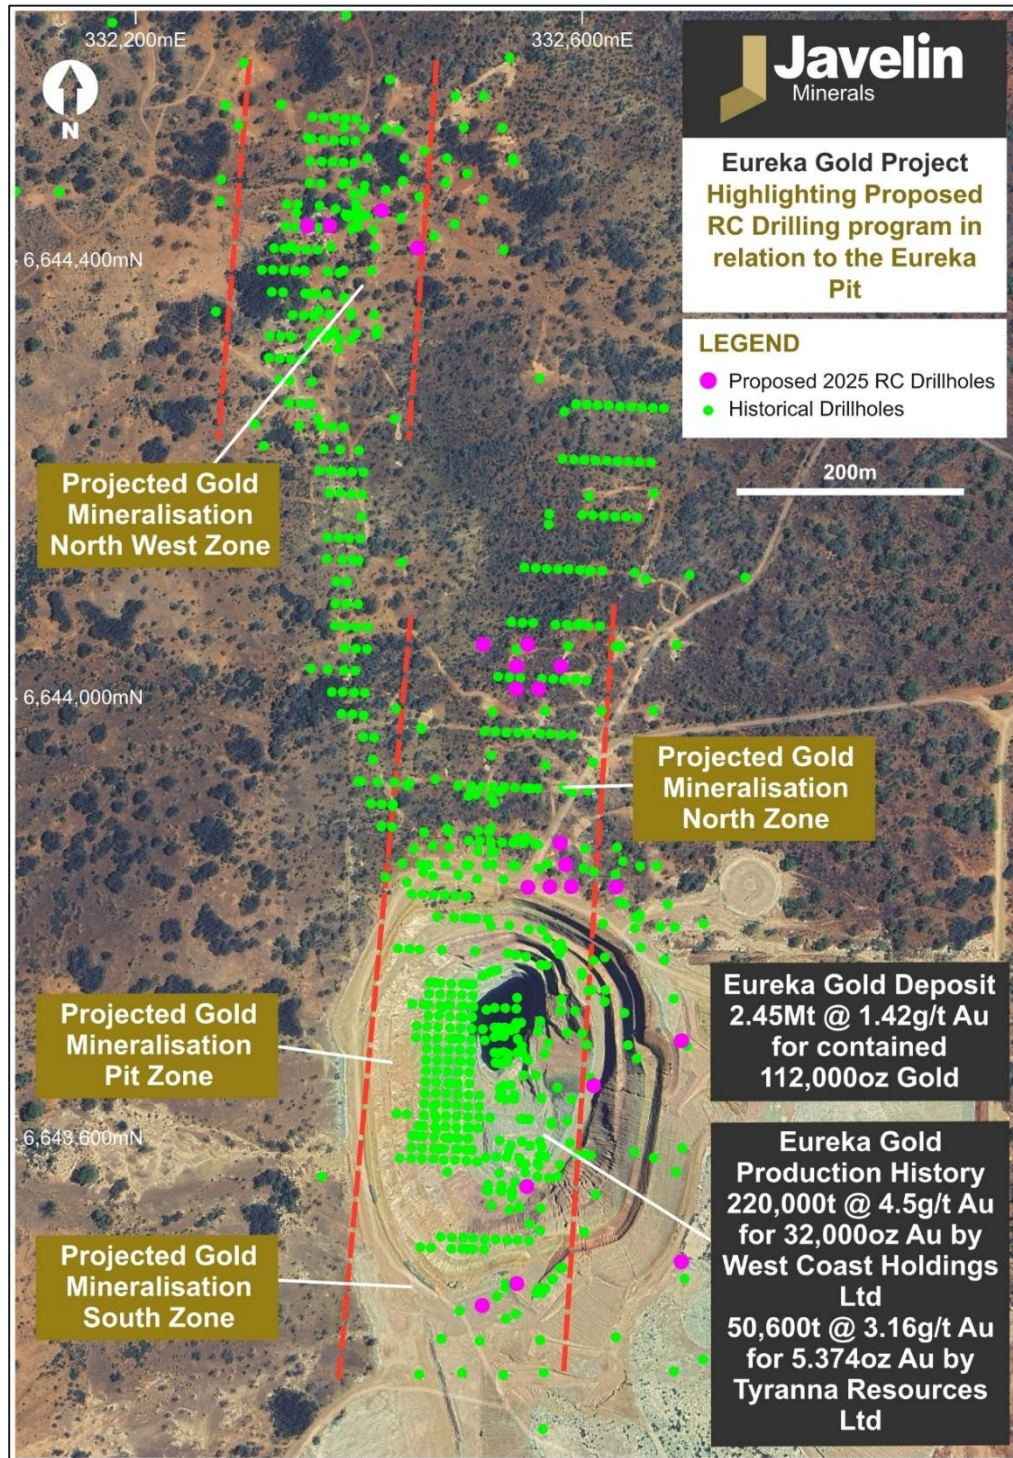 332,200mE
332,600mE
N
Javelin
Minerals
Eureka Gold Project
Highlighting Proposed
RC Drilling program in
relation to the Eureka
Pit
6,644,400mN
LEGEND
Proposed 2025 RC Drillholes
Historical Drillholes
200m
Projected Gold
Mineralisation
North West Zone
6,644,000mN
Projected Gold
Mineralisation
North Zone
Eureka Gold Deposit
2.45Mt @ 1.42g/t Au
for contained
112,000oz Gold
Projected Gold
Mineralisation
Pit Zone
6,643,600mN
Eureka Gold
Production History
220,000t @ 4.5g/t Au
for 32,000oz Au by
West Coast Holdings
Ltd
50,600t @ 3.16g/t Au
for 5.374oz Au by
Tyranna Resources
Ltd
Projected Gold
Mineralisation
South Zone